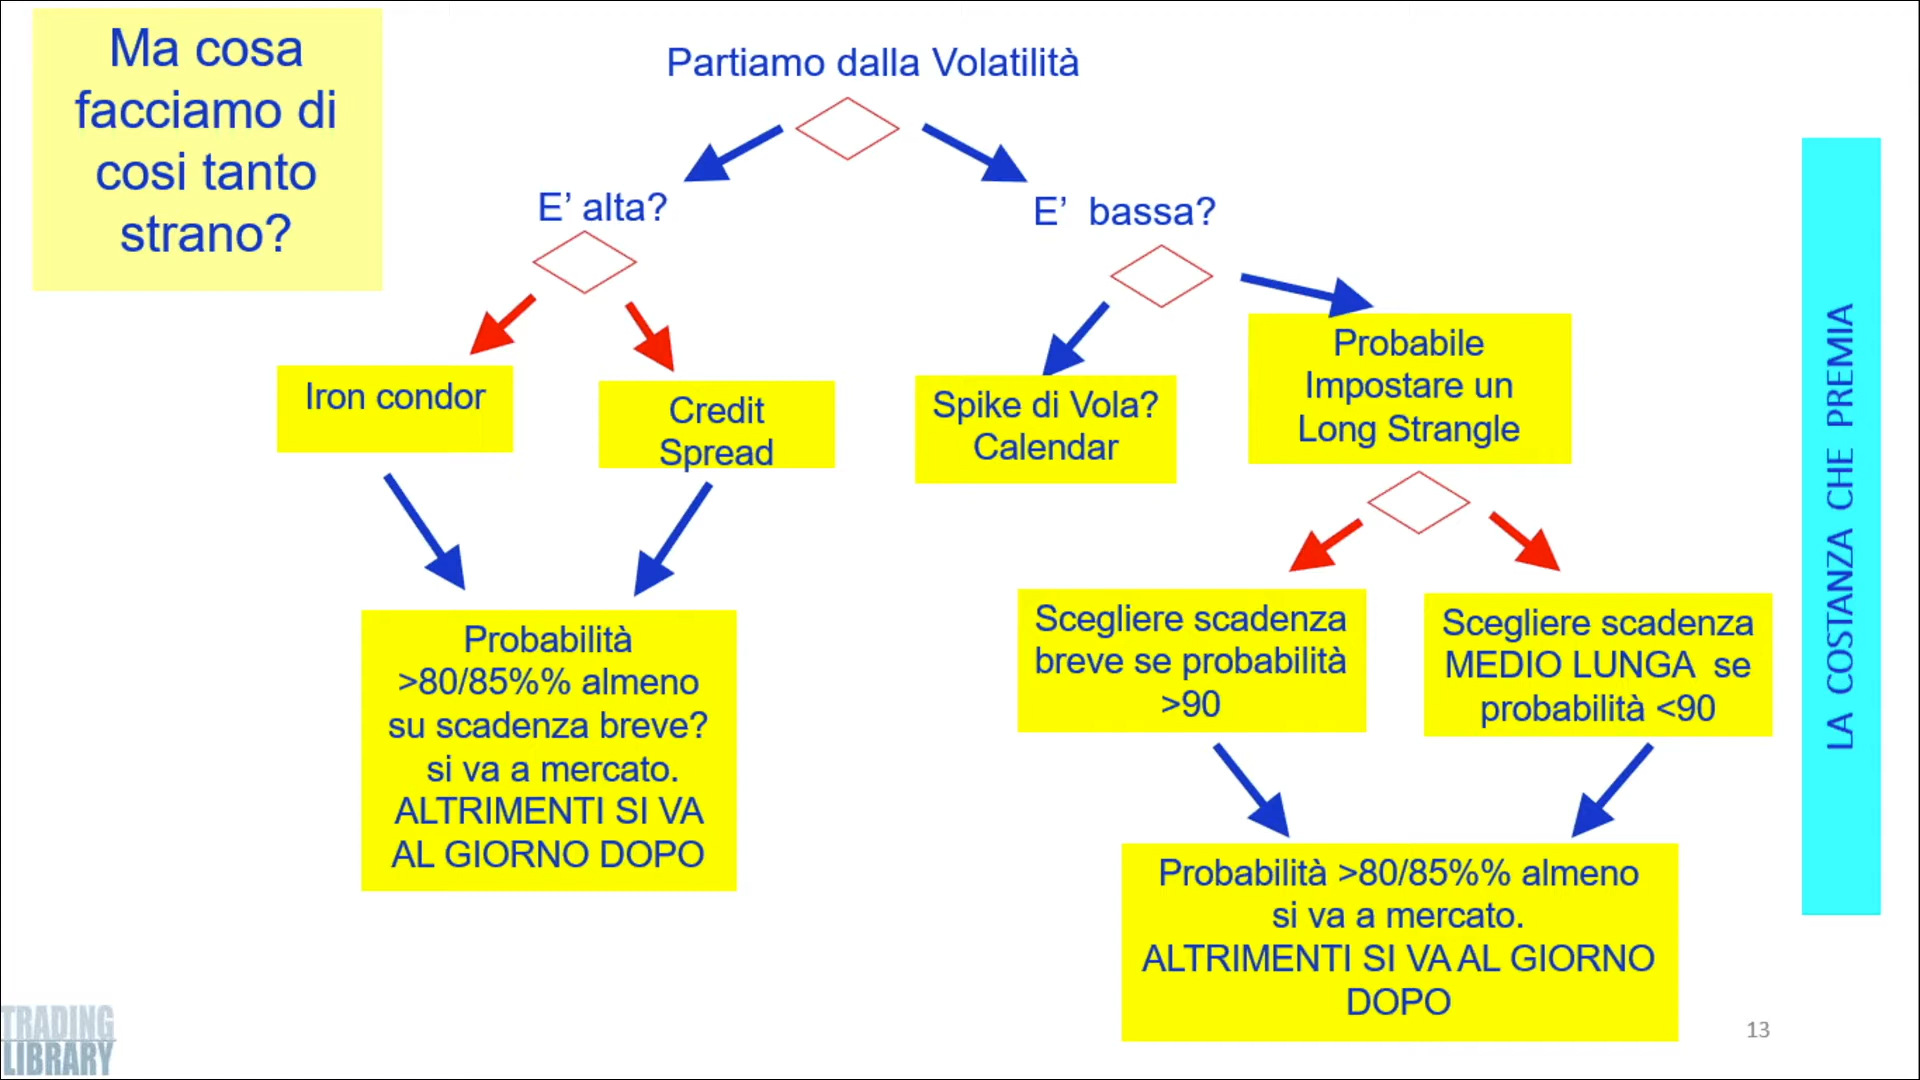 Ma cosa
facciamo di
cosi tanto
strano?
Partiamo dalla Volatilità
E’ alta?
E’ bassa?
Iron condor
Credit
Spread
Spike di Vola?
Calendar
Probabile
Impostare un
Long Strangle
Probabilità
>80/85%% almeno
su scadenza breve?
si va a mercato.
ALTRIMENTI SI VA
AL GIORNO DOPO
Scegliere scadenza
breve se probabilità
>90
Scegliere scadenza
MEDIO LUNGA se
probabilità <90
Probabilità >80/85%% almeno
si va a mercato.
ALTRIMENTI SI VA AL GIORNO
DOPO
LA COSTANZA CHE PREMIA
TRADING
LIBRARY
13